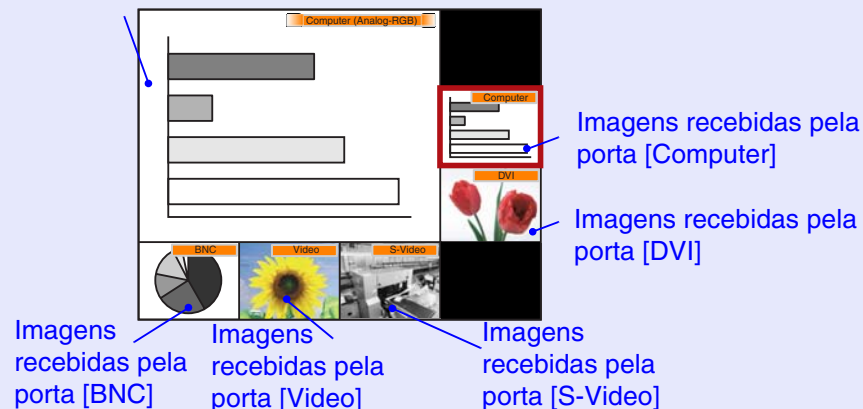 Computer (Analog-RGB)
Computer
Imagens recebidas pela
porta [Computer]
DVI
Imagens recebidas pela
porta [DVI]
BNC
Video
S-Video
Imagens
recebidas pela
porta [BNC]
Imagens
recebidas pela
porta [Video]
Imagens
recebidas pela
porta [S-Video]